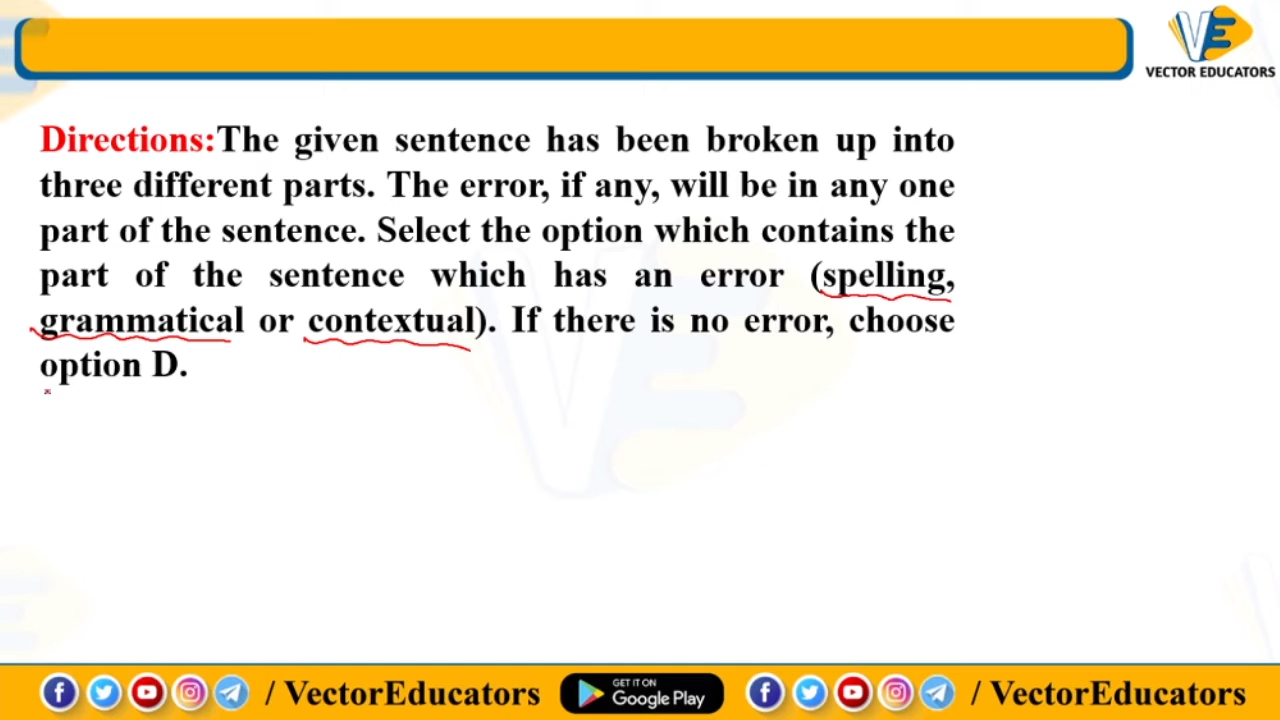 VECTOR EDUCATORS
Directions:The given sentence has been broken up into
three different parts. The error, if any, will be in any one
part of the sentence. Select the option which contains the
part of the sentence which has an error (spelling,
grammatical or contextual). If there is no error, choose
option D.
/ VectorEducators
GET IT ON
Google Play
/ VectorEducators